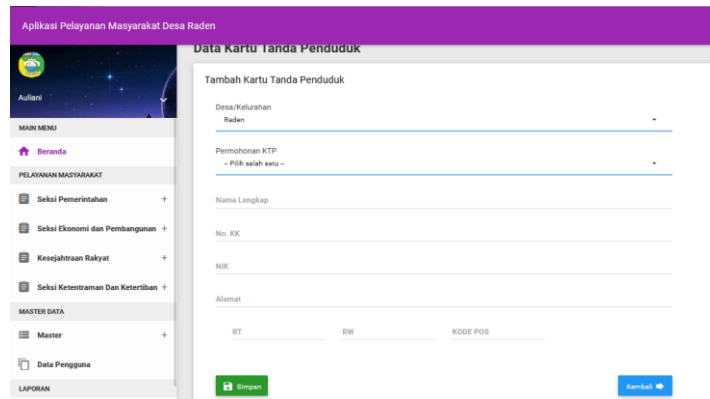 Aplikasi Pelayanan Masyarakat Desa Raden
Auliani
MAIN MENU
Beranda
PELAYANAN MASYARAKAT
Seksi Pemerintahan +
Seksi Ekonomi dan Pembangunan +
Kesejahtraan Rakyat +
Seksi Ketentraman Dan Ketertiban +
MASTER DATA
Master +
Data Pengguna
LAPORAN
Data Kartu Tanda Penduduk
Tambah Kartu Tanda Penduduk
Desa/Kelurahan
Raden
Permohonan KTP
-- Pilih salah satu --
Nama Lengkap
No. KK
NIK
Alamat
RT RW KODE POS
Simpan Kembali